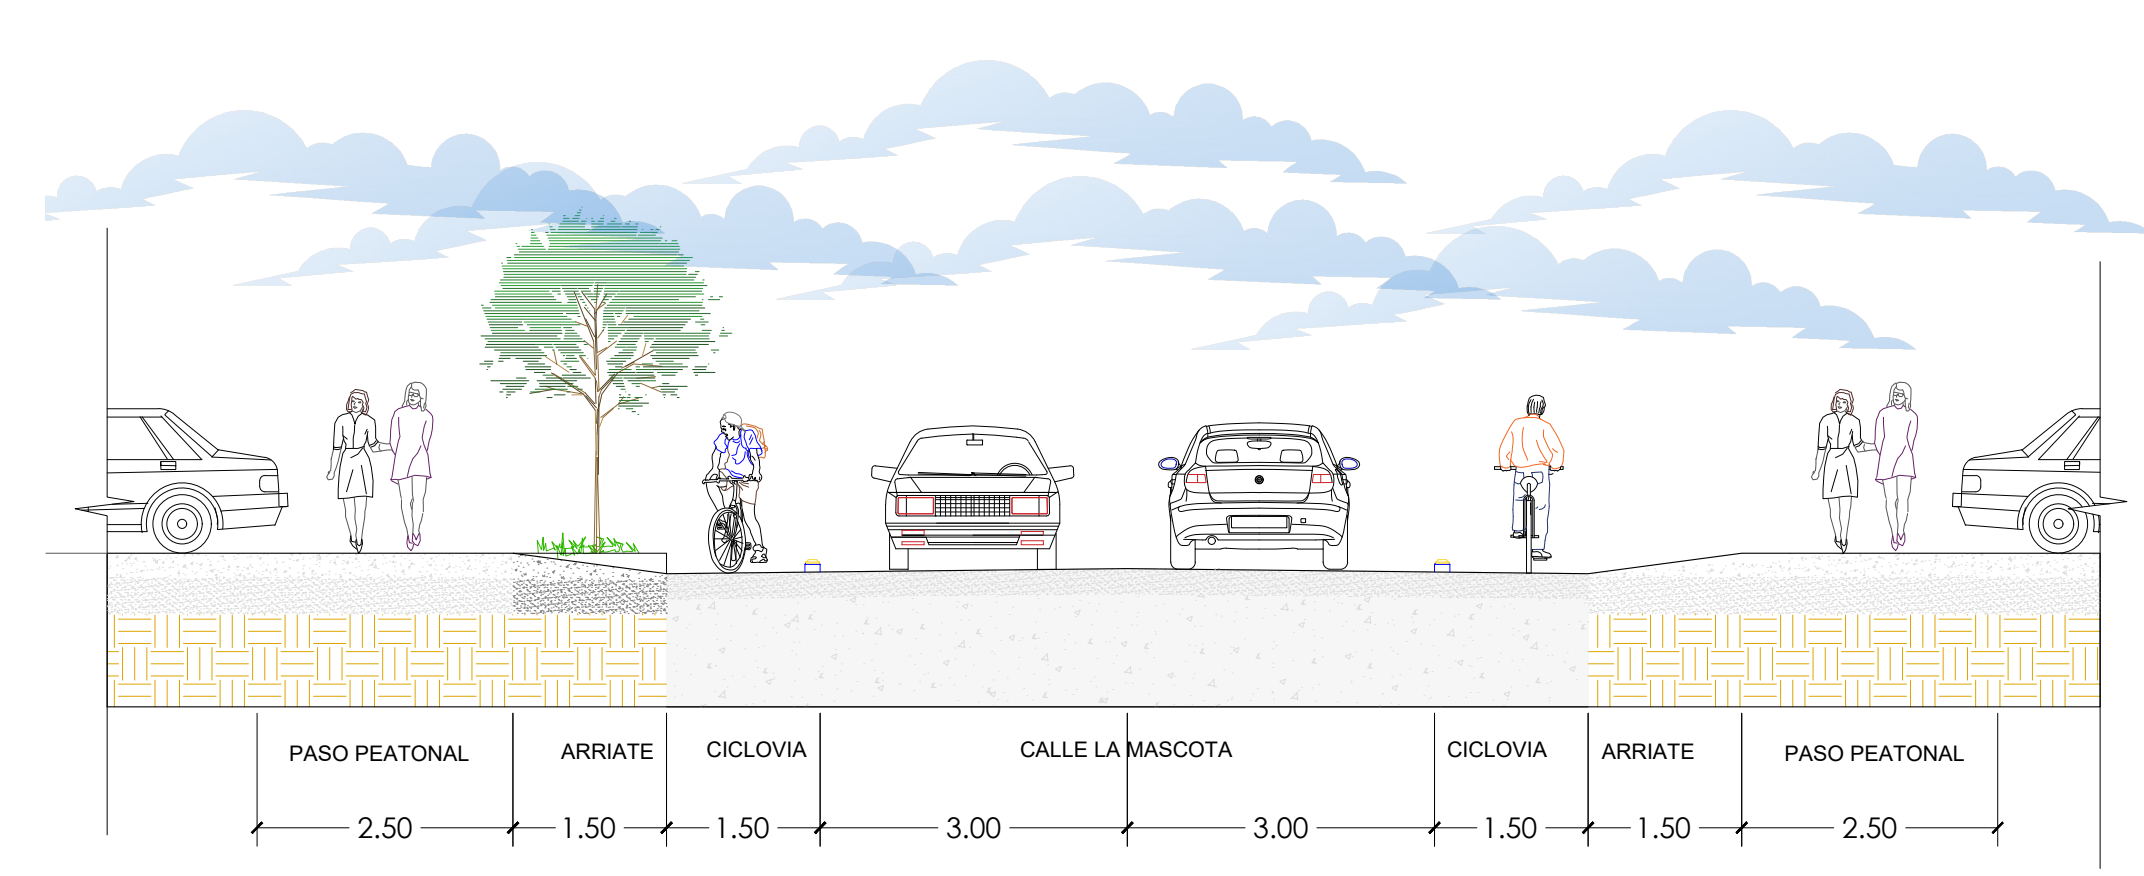 PASO PEATONAL
ARRIATE
CICLOVIA
CALLE LA MASCOTA
CICLOVIA
ARRIATE
PASO PEATONAL
2.50
1.50
1.50
3.00
3.00
1.50
1.50
2.50